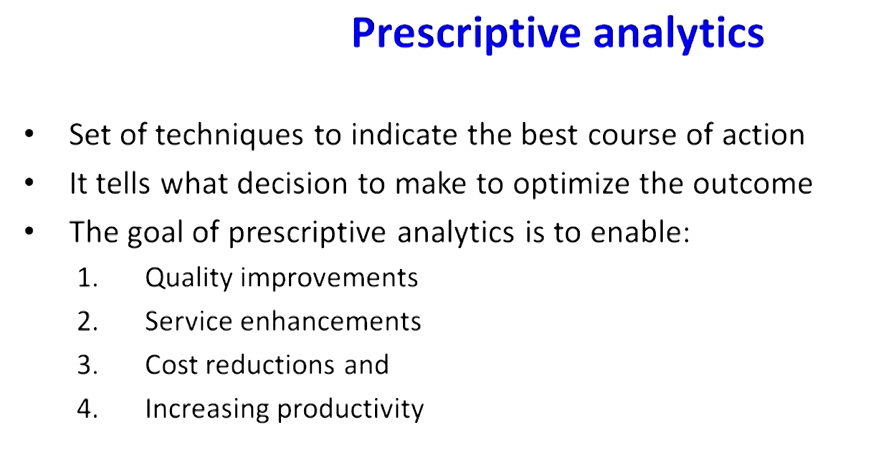 Prescriptive analytics
• Set of techniques to indicate the best course of action
• It tells what decision to make to optimize the outcome
• The goal of prescriptive analytics is to enable:
1. Quality improvements
2. Service enhancements
3. Cost reductions and
4. Increasing productivity